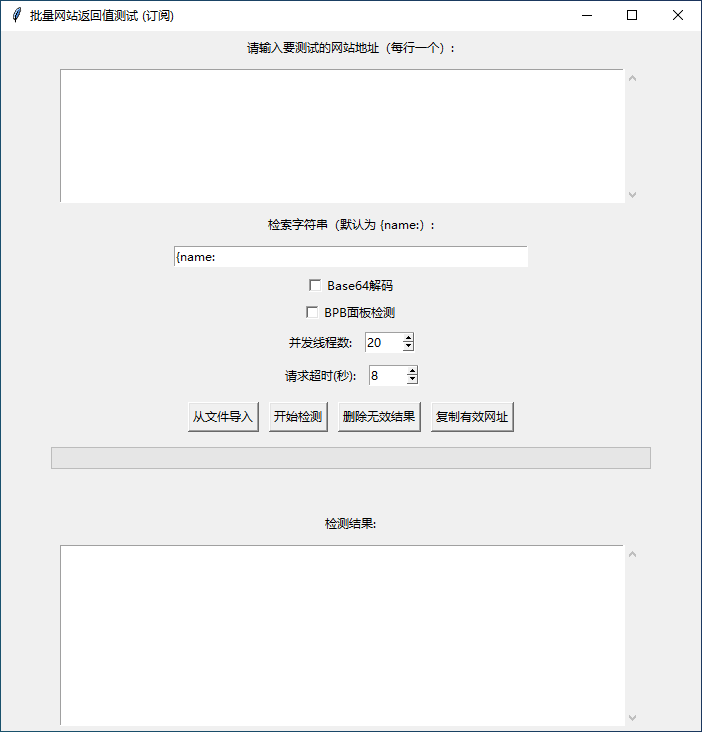 批量网站返回值测试 (订阅)
请输入要测试的网站地址（每行一个）:
检索字符串（默认为 {name:）:
{name:
Base64解码
BPB面板检测
并发线程数: 20
请求超时(秒): 8
从文件导入 开始检测 删除无效结果 复制有效网址
检测结果: